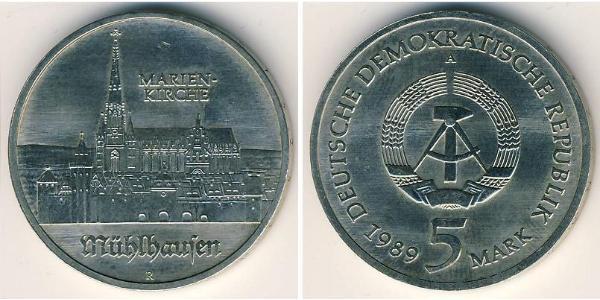 MARIEN-
KIRCHE
Mühlhausen
R
DEUTSCHE DEMOKRATISCHE REPUBLIK
A
1989 5 MARK